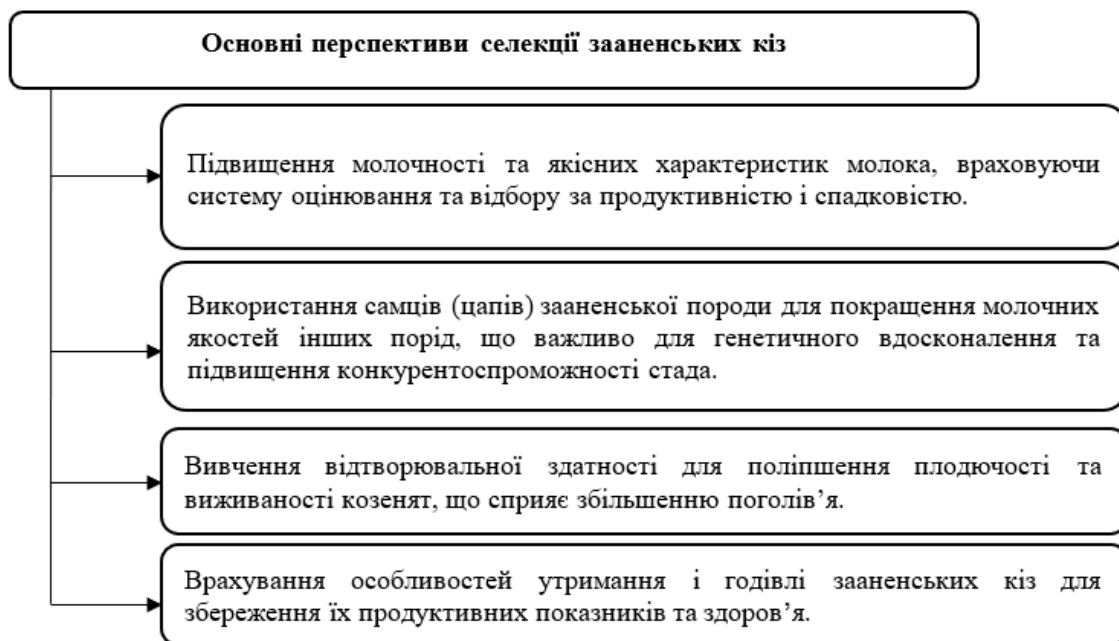 Основні перспективи селекції зааненських кіз
Підвищення молочності та якісних характеристик молока, враховуючи
систему оцінювання та відбору за продуктивністю і спадковістю.
Використання самців (цапів) зааненської породи для покращення молочних
якостей інших порід, що важливо для генетичного вдосконалення та
підвищення конкурентоспроможності стада.
Вивчення відтворювальної здатності для поліпшення плодючості та
виживаності козенят, що сприяє збільшенню поголів’я.
Врахування особливостей утримання і годівлі зааненських кіз для
збереження їх продуктивних показників та здоров’я.